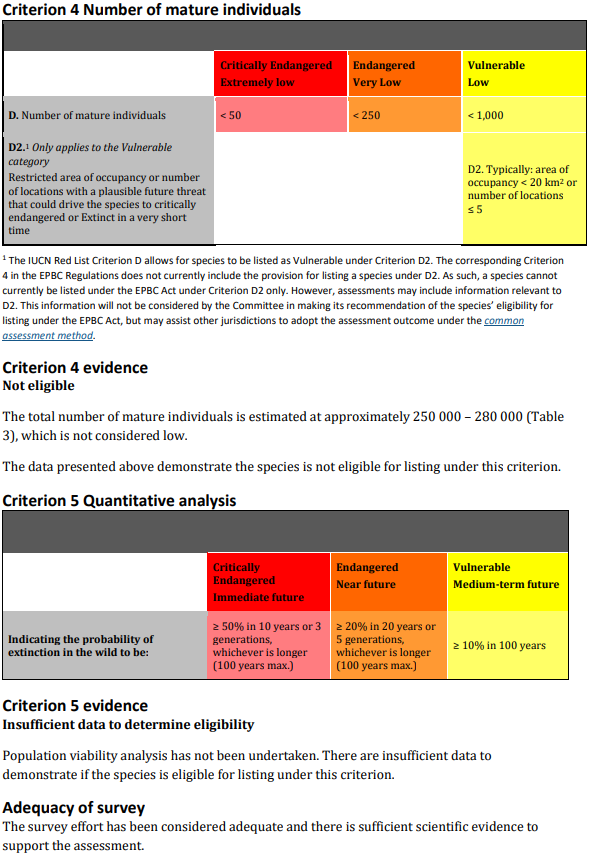 Criterion 4 Number of mature individuals
Critically Endangered
Extremely low
Endangered
Very Low
Vulnerable
Low
D. Number of mature individuals
< 50
< 250
< 1,000
D2.¹ Only applies to the Vulnerable
category
Restricted area of occupancy or number
of locations with a plausible future threat
that could drive the species to critically
endangered or Extinct in a very short
time
D2. Typically: area of
occupancy < 20 km² or
number of locations
≤ 5
¹ The IUCN Red List Criterion D allows for species to be listed as Vulnerable under Criterion D2. The corresponding Criterion
4 in the EPBC Regulations does not currently include the provision for listing a species under D2. As such, a species cannot
currently be listed under the EPBC Act under Criterion D2 only. However, assessments may include information relevant to
D2. This information will not be considered by the Committee in making its recommendation of the species' eligibility for
listing under the EPBC Act, but may assist other jurisdictions to adopt the assessment outcome under the common
assessment method.
Criterion 4 evidence
Not eligible
The total number of mature individuals is estimated at approximately 250 000 – 280 000 (Table
3), which is not considered low.
The data presented above demonstrate the species is not eligible for listing under this criterion.
Criterion 5 Quantitative analysis
Critically
Endangered
Immediate future
Endangered
Near future
Vulnerable
Medium-term future
Indicating the probability of
extinction in the wild to be:
≥ 50% in 10 years or 3
generations,
whichever is longer
(100 years max.)
≥ 20% in 20 years or
5 generations,
whichever is longer
(100 years max.)
≥ 10% in 100 years
Criterion 5 evidence
Insufficient data to determine eligibility
Population viability analysis has not been undertaken. There are insufficient data to
demonstrate if the species is eligible for listing under this criterion.
Adequacy of survey
The survey effort has been considered adequate and there is sufficient scientific evidence to
support the assessment.